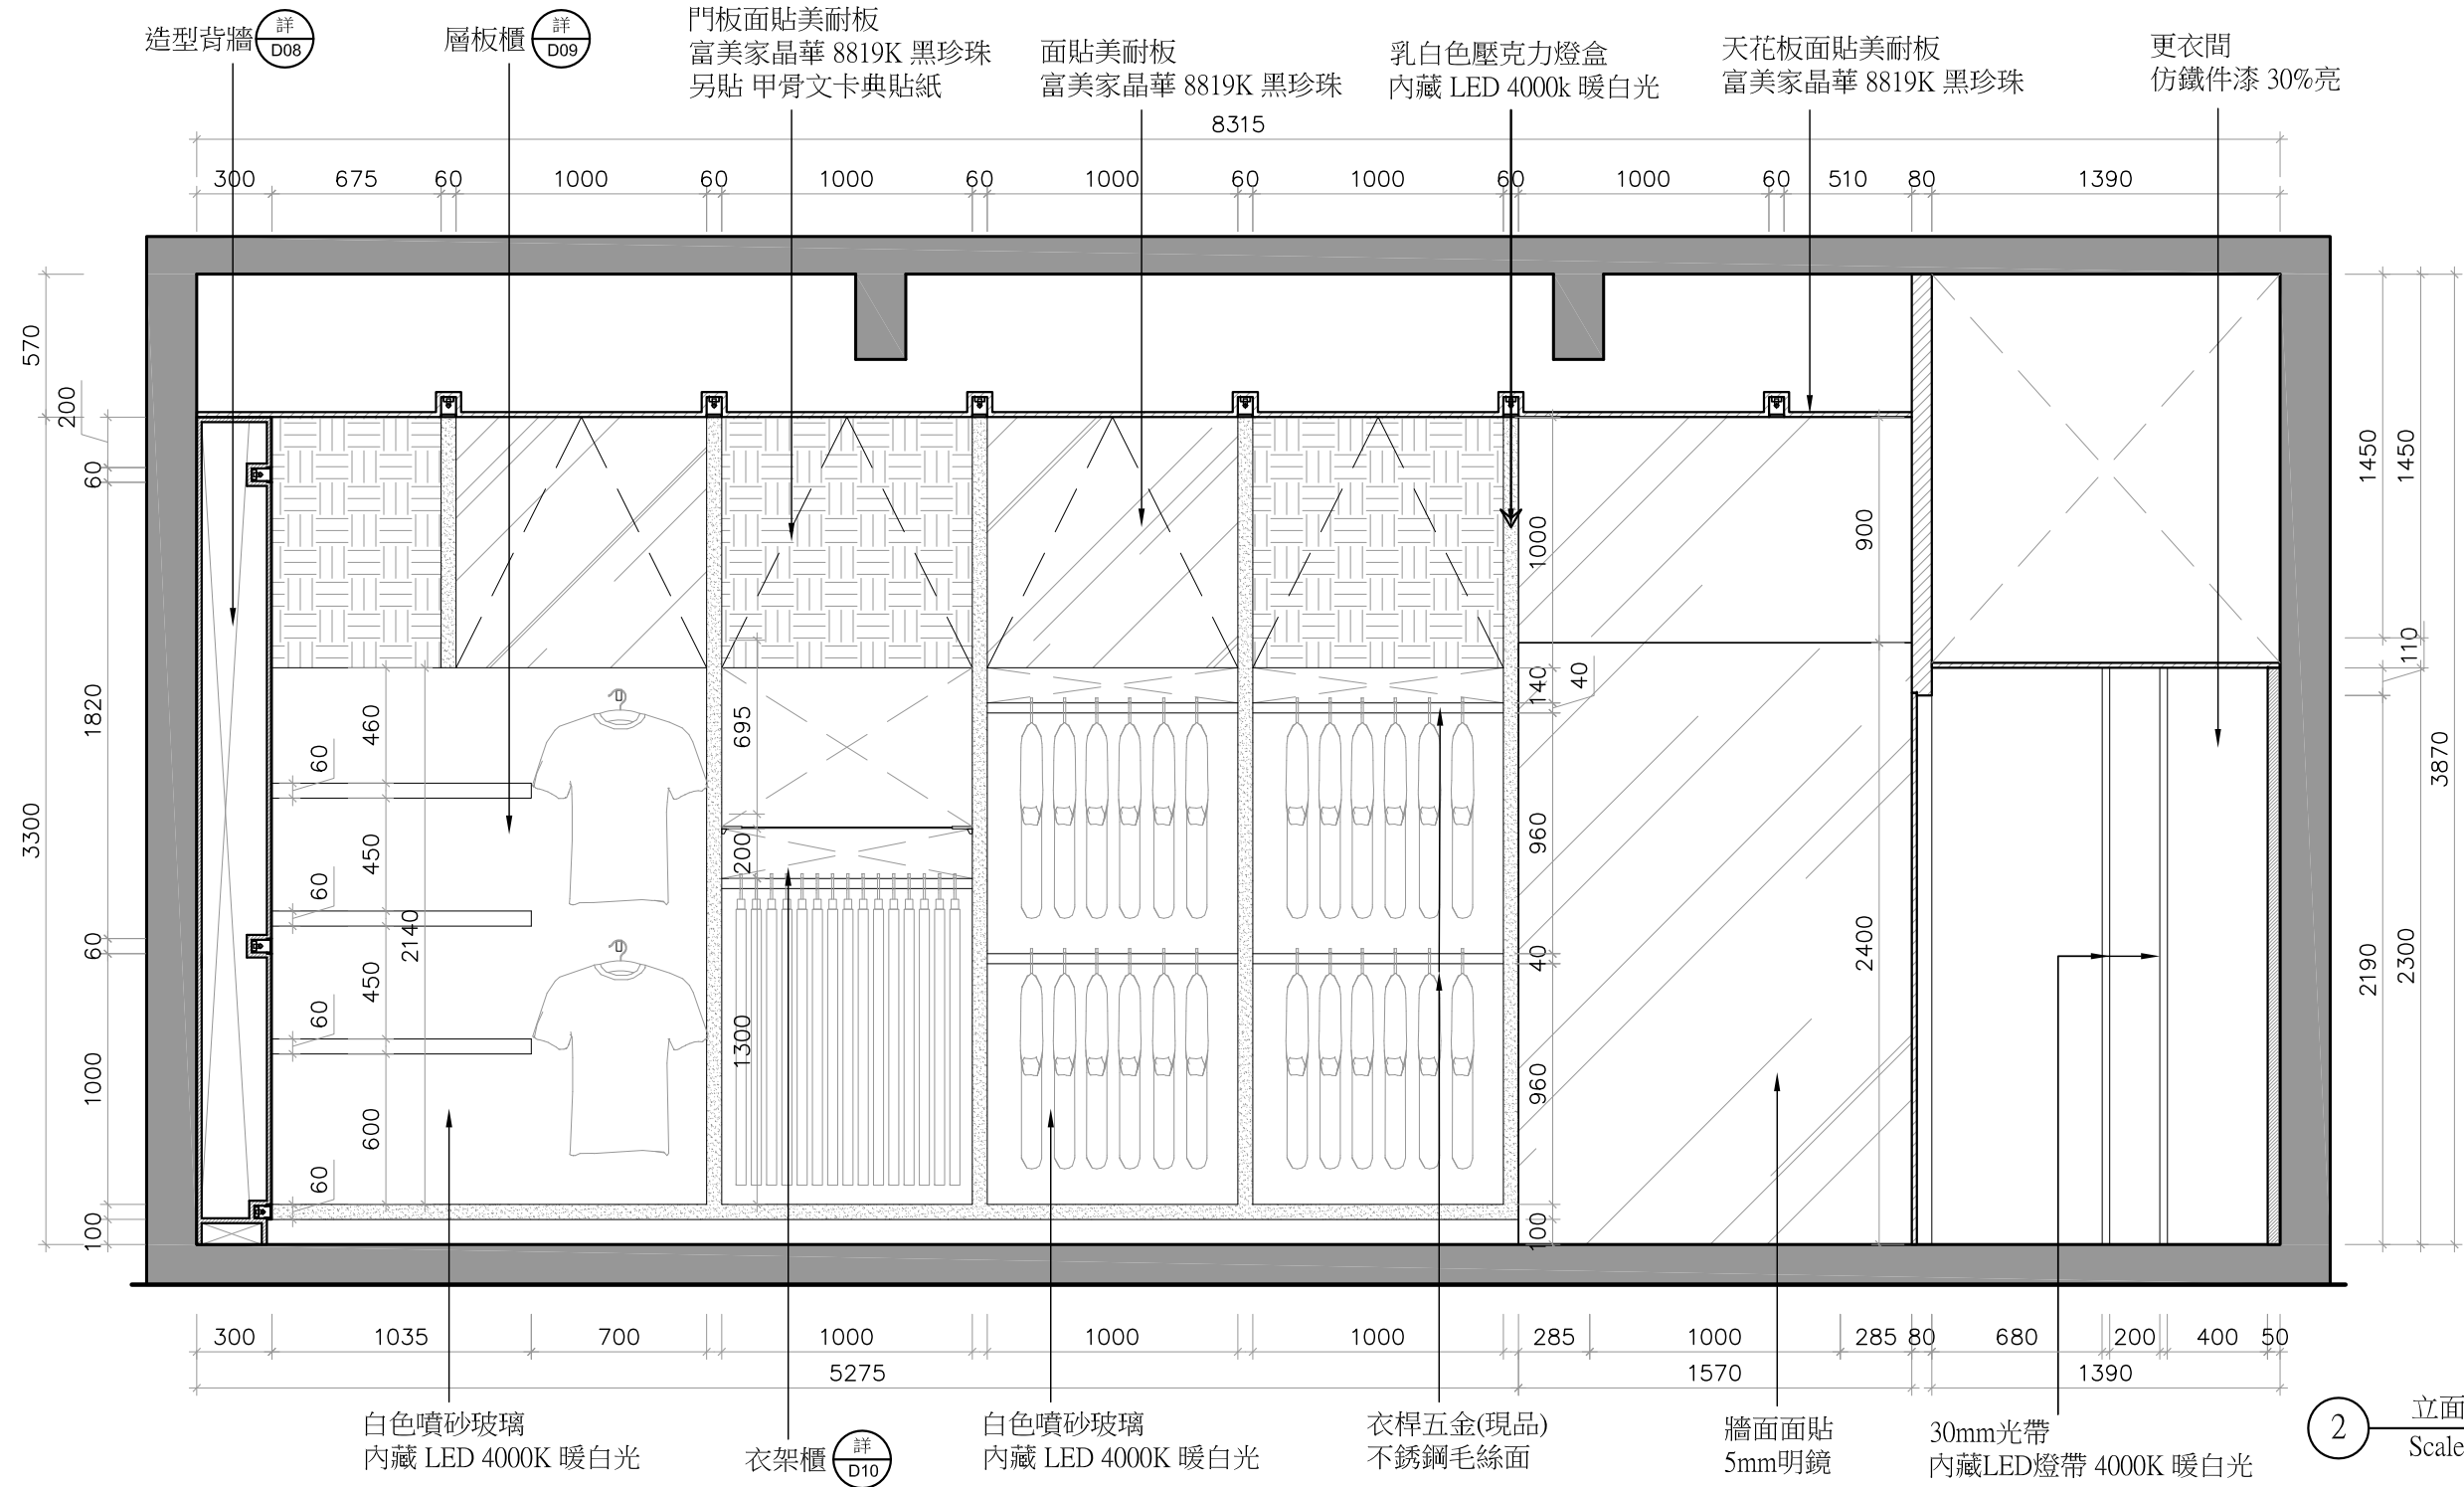 造型背牆 詳 D08
層板櫃 詳 D09
門板面貼美耐板
富美家晶華 8819K 黑珍珠
另貼 甲骨文卡典貼紙
面貼美耐板
富美家晶華 8819K 黑珍珠
乳白色壓克力燈盒
內藏 LED 4000k 暖白光
天花板面貼美耐板
富美家晶華 8819K 黑珍珠
更衣間
仿鐵件漆 30%亮
8315
300 675 60 1000 60 1000 60 1000 60 1000 60 1000 60 510 80 1390
570
3300
200
60
1820
60
1000
100
60
60
60
60
460
450
450
600
2140
695
200
1300
1000
140
40
960
40
960
100
900
2400
1450
2190
1450
110
2300
3870
300 1035 700 1000 1000 1000 285 1000 285 80 680 200 400 50
5275 1570 1390
白色噴砂玻璃
內藏 LED 4000K 暖白光
衣架櫃 詳 D10
白色噴砂玻璃
內藏 LED 4000K 暖白光
衣桿五金(現品)
不銹鋼毛絲面
牆面面貼
5mm明鏡
30mm光帶
內藏LED燈帶 4000K 暖白光
2
立面
Scale